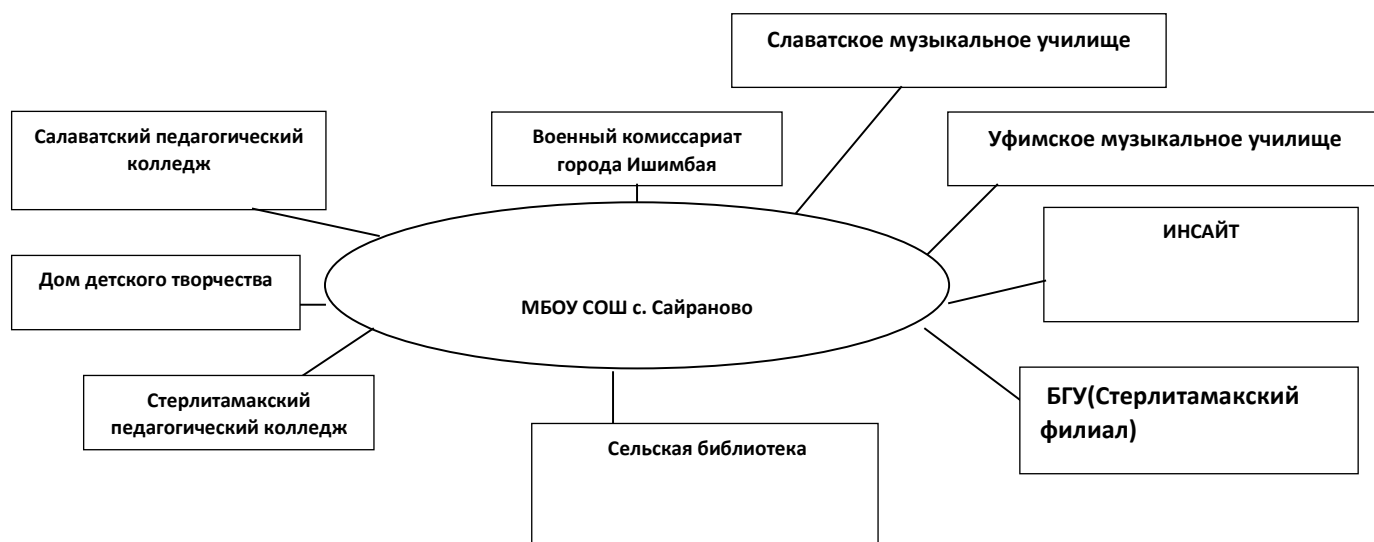 Славатское музыкальное училище
Салаватский педагогический
колледж
Военный комиссариат
города Ишимбая
Уфимское музыкальное училище
ИНСАЙТ
Дом детского творчества
МБОУ СОШ с. Сайраново
Стерлитамакский
педагогический колледж
БГУ(Стерлитамакский
филиал)
Сельская библиотека